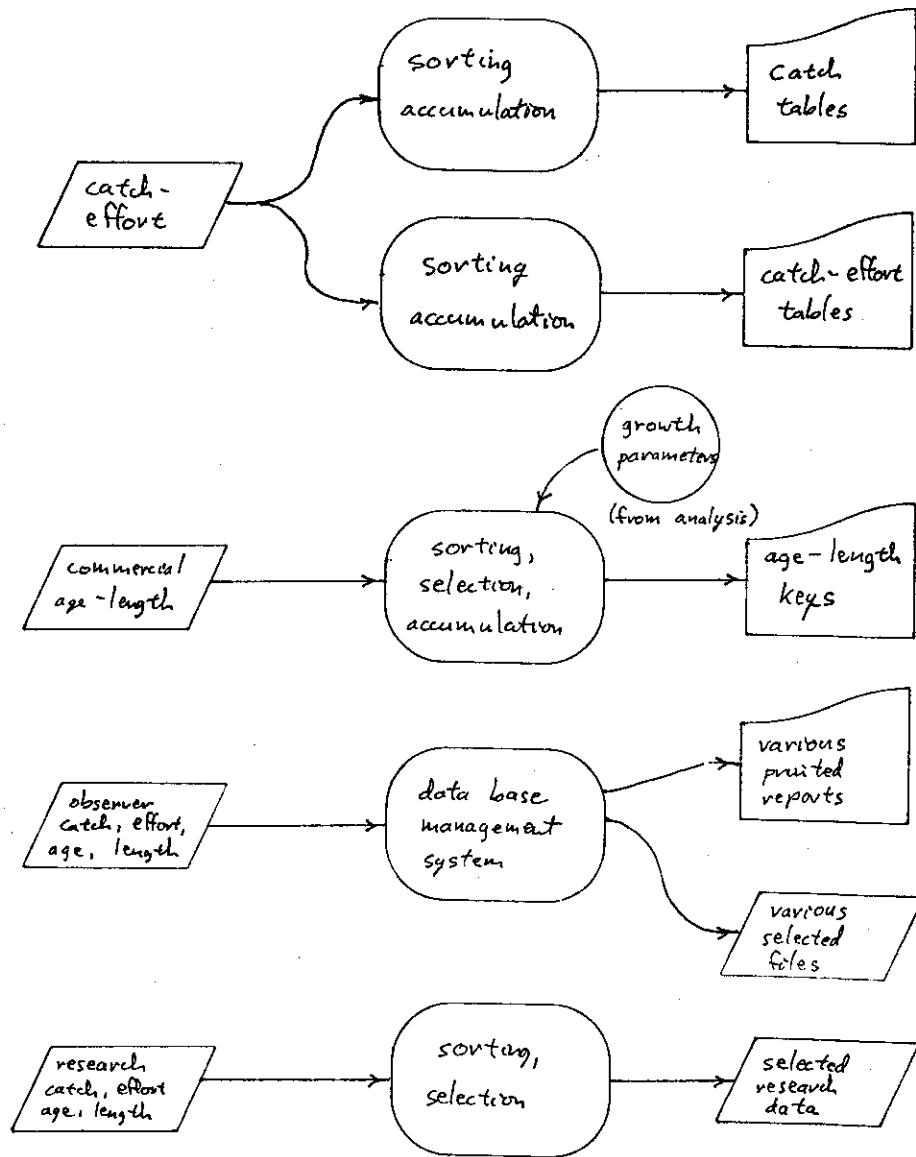 sorting
accumulation
Catch
tables
catch-
effort
sorting
accumulation
catch-effort
tables
growth
parameters
(from analysis)
commercial
age-length
sorting,
selection,
accumulation
age-length
keys
observer
catch, effort,
age, length
data base
management
system
various
printed
reports
various
selected
files
research
catch, effort
age, length
sorting,
selection
selected
research
data